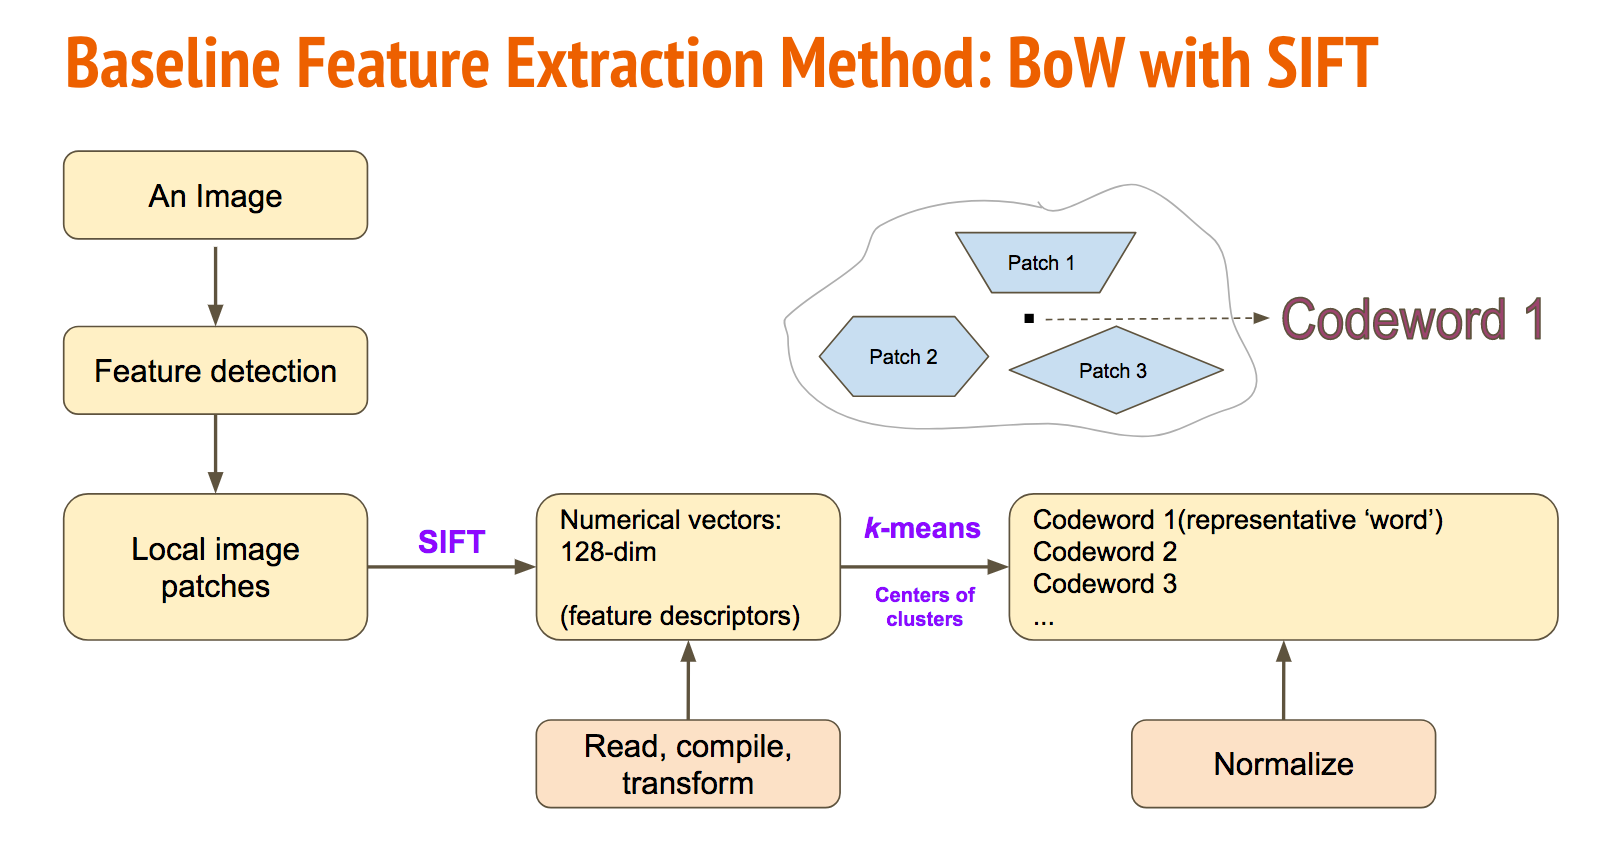 Baseline Feature Extraction Method: BoW with SIFT
An Image
Feature detection
Local image
patches
SIFT
Numerical vectors:
128-dim
(feature descriptors)
k-means
Centers of
clusters
Patch 1
Patch 2
Patch 3
Codeword 1
Codeword 1(representative ‘word’)
Codeword 2
Codeword 3
...
Read, compile,
transform
Normalize